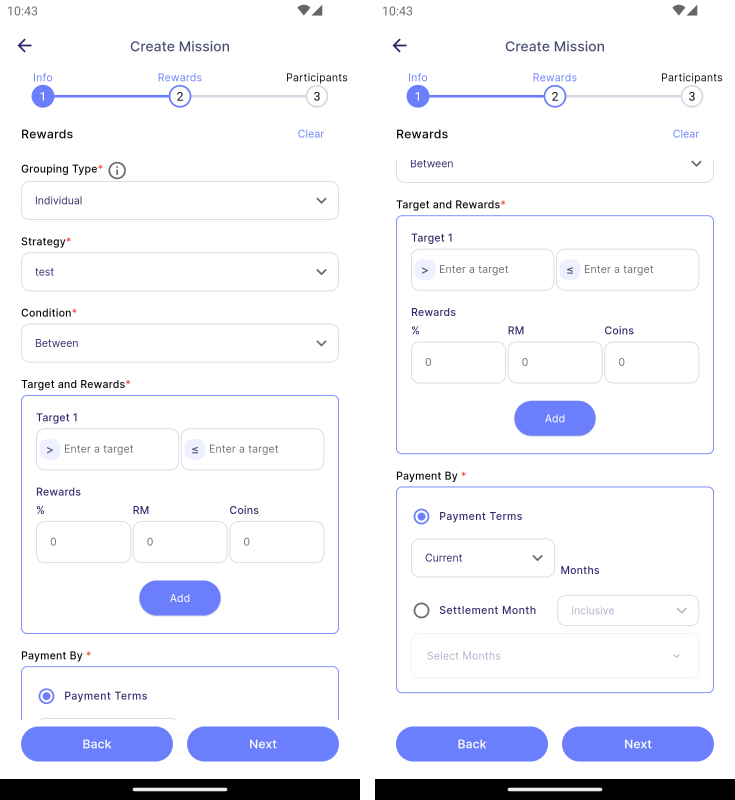 10:43
Create Mission
Info Rewards Participants
1 2 3
Rewards Clear
Grouping Type*
Individual
Strategy*
test
Condition*
Between
Target and Rewards*
Target 1
> Enter a target ≤ Enter a target
Rewards
% RM Coins
0 0 0
Add
Payment By *
Payment Terms
Back Next
10:43
Create Mission
Info Rewards Participants
1 2 3
Rewards Clear
Between
Target and Rewards*
Target 1
> Enter a target ≤ Enter a target
Rewards
% RM Coins
0 0 0
Add
Payment By *
Payment Terms
Current Months
Settlement Month Inclusive
Select Months
Back Next